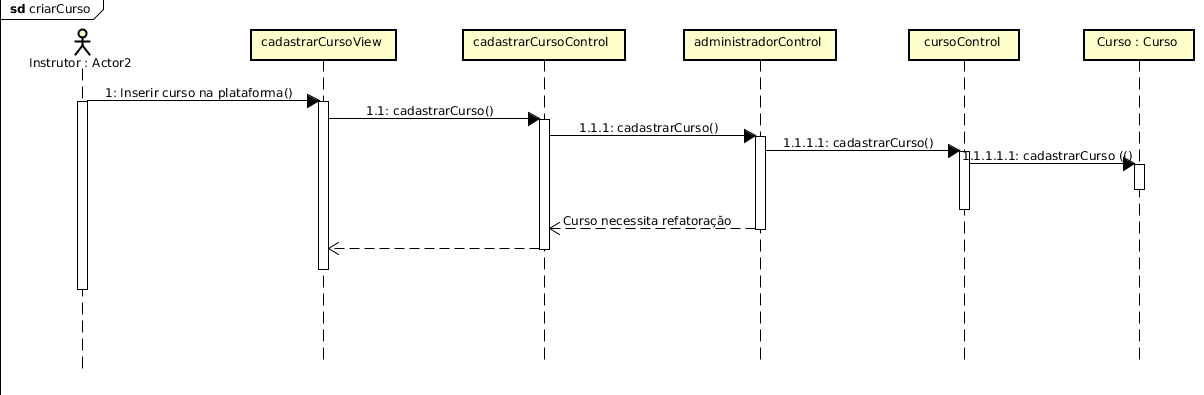 sd criarCurso
Instrutor : Actor2
cadastrarCursoView
cadastrarCursoControl
administradorControl
cursoControl
Curso : Curso
1: Inserir curso na plataforma()
1.1: cadastrarCurso()
1.1.1: cadastrarCurso()
1.1.1.1: cadastrarCurso()
1.1.1.1.1: cadastrarCurso (()
Curso necessita refatoração